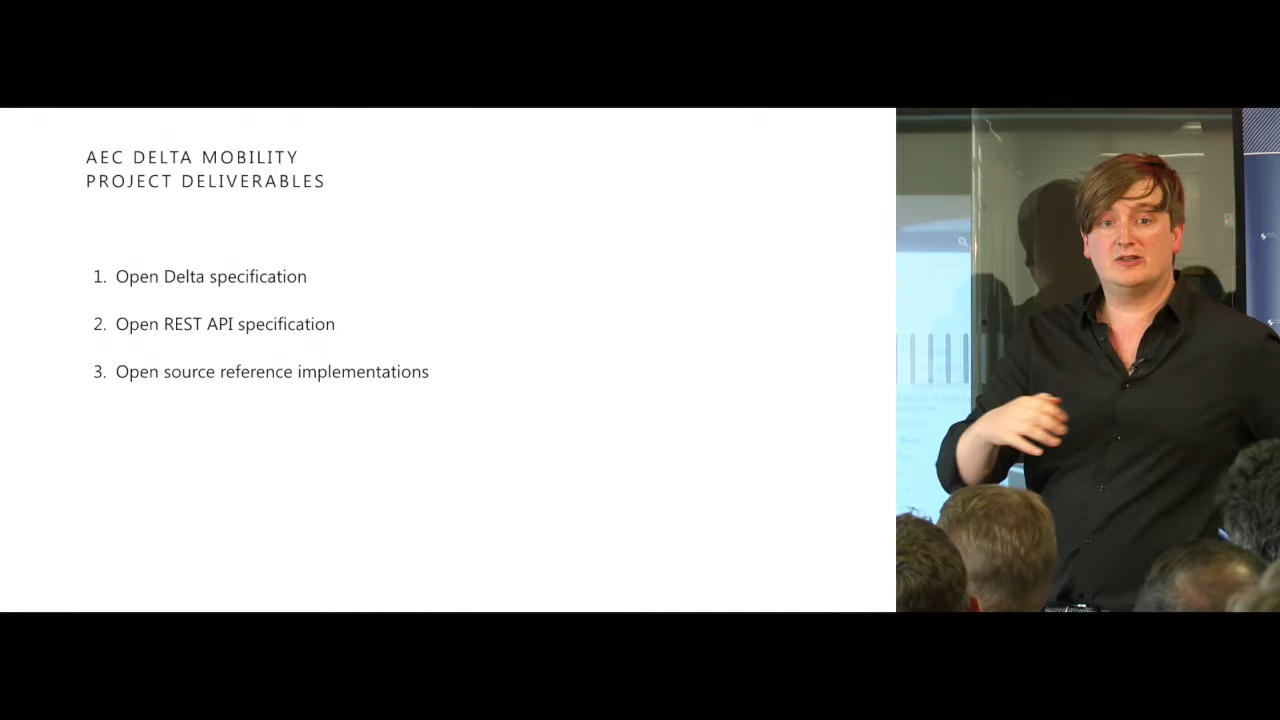 AEC DELTA MOBILITY
PROJECT DELIVERABLES
1. Open Delta specification
2. Open REST API specification
3. Open source reference implementations